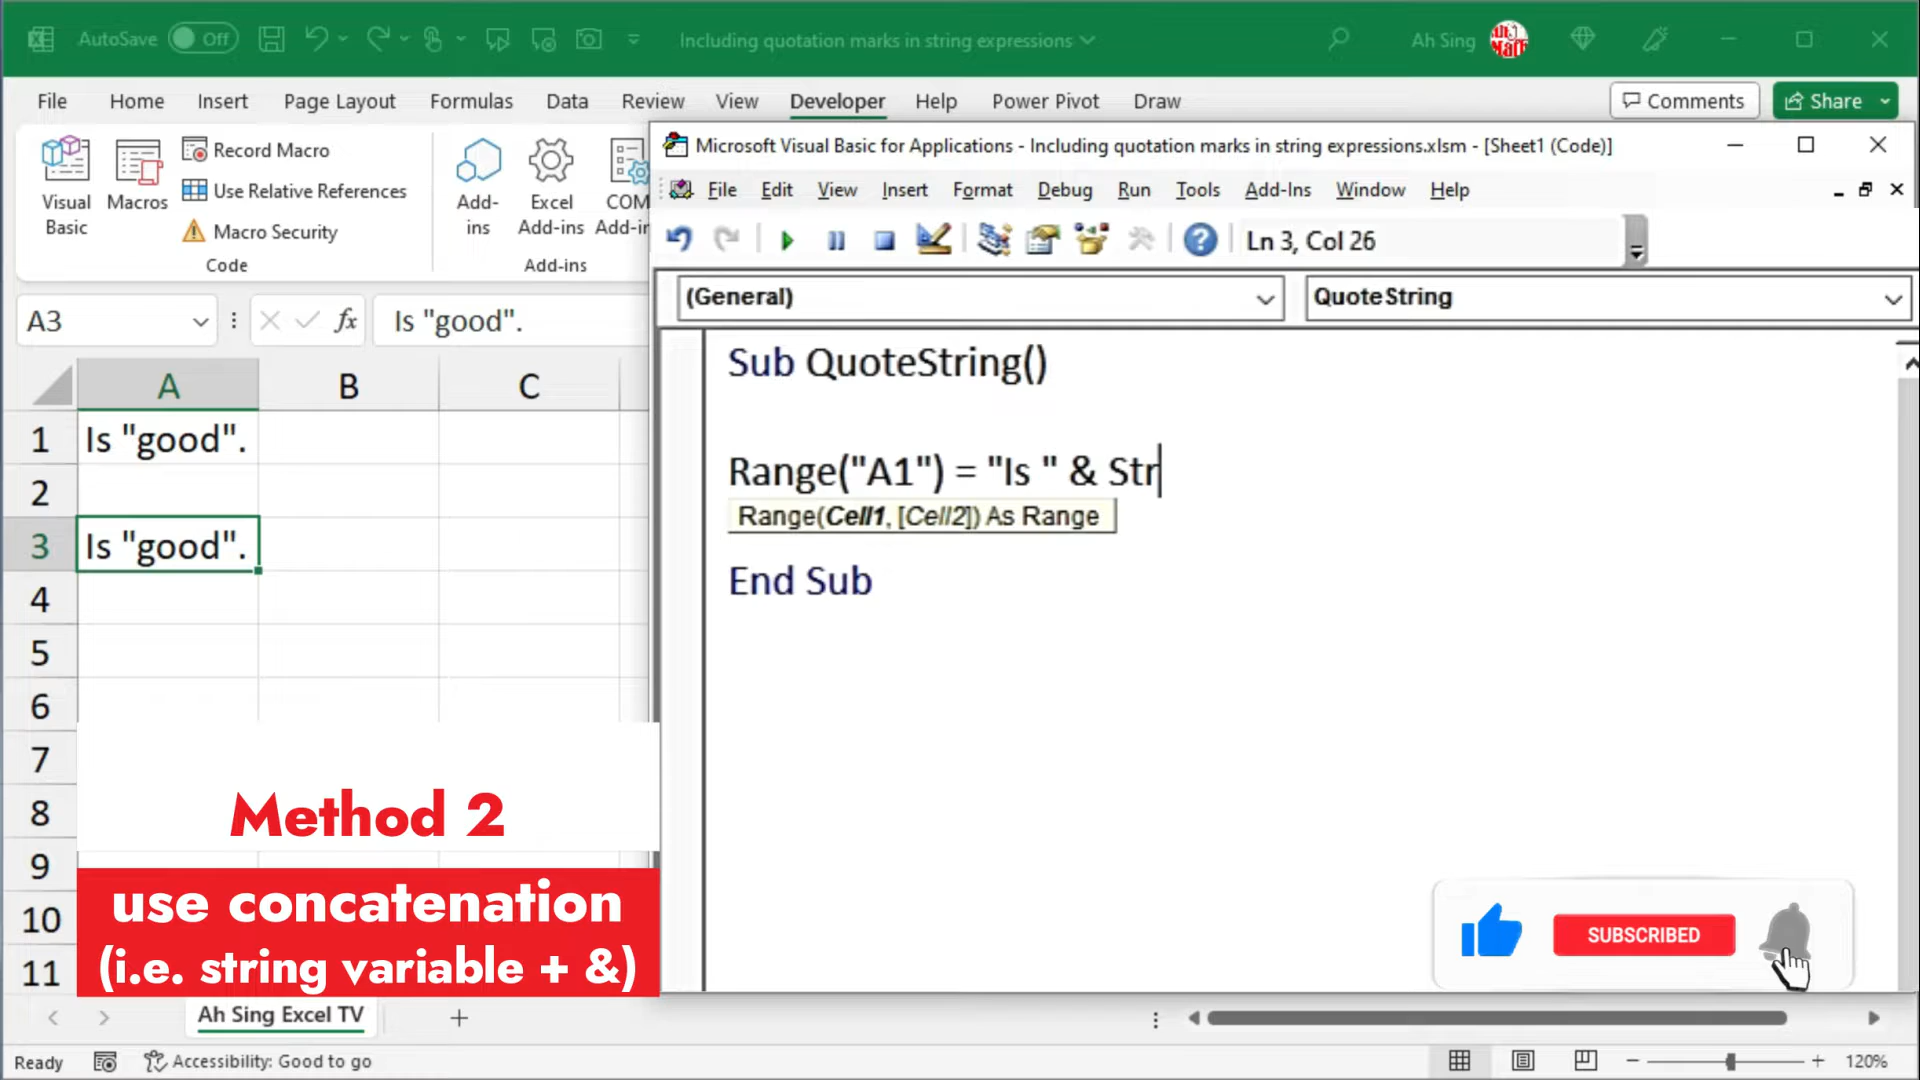 AutoSave Off Including quotation marks in string expressions Ah Sing
File Home Insert Page Layout Formulas Data Review View Developer Help Power Pivot Draw Comments Share
Visual Basic
Macros
Record Macro
Use Relative References
Macro Security
Code
Add-ins
Excel Add-ins
COM Add-in
Add-ins
Microsoft Visual Basic for Applications - Including quotation marks in string expressions.xlsm - [Sheet1 (Code)]
File Edit View Insert Format Debug Run Tools Add-Ins Window Help
Ln 3, Col 26
(General) QuoteString
A3 fx Is "good".
A B C
1 Is "good".
2
3 Is "good".
4
5
6
7
8
9
10
11
Sub QuoteString()
Range("A1") = "Is " & Str
Range(Cell1, [Cell2]) As Range
End Sub
Method 2
use concatenation
(i.e. string variable + &)
SUBSCRIBED
Ah Sing Excel TV
Ready Accessibility: Good to go 120%